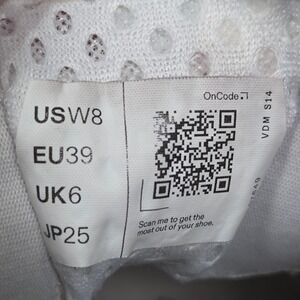 USW8
EU39
UK6
JP25
OnCode
Scan me to get the
most out of your shoe.
VDM S14